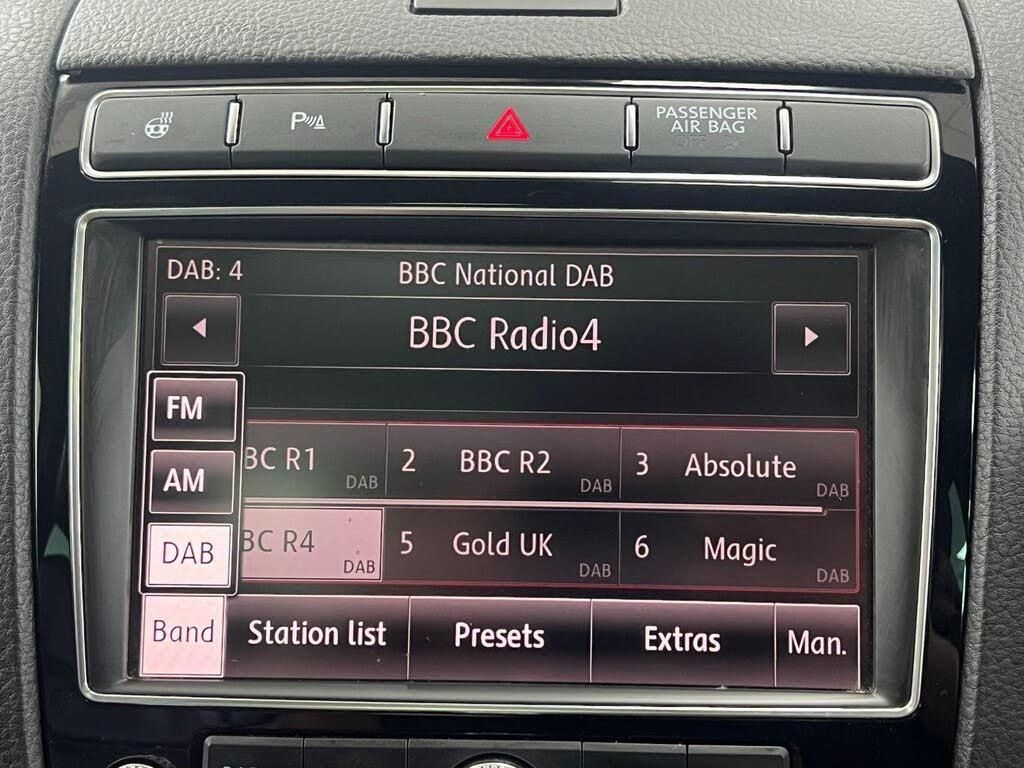 P
PASSENGER
AIR BAG
OFF
DAB: 4
BBC National DAB
BBC Radio4
FM
AM
DAB
Band
BC R1
DAB
2 BBC R2
DAB
3 Absolute
DAB
BC R4
DAB
5 Gold UK
DAB
6 Magic
DAB
Station list
Presets
Extras
Man.